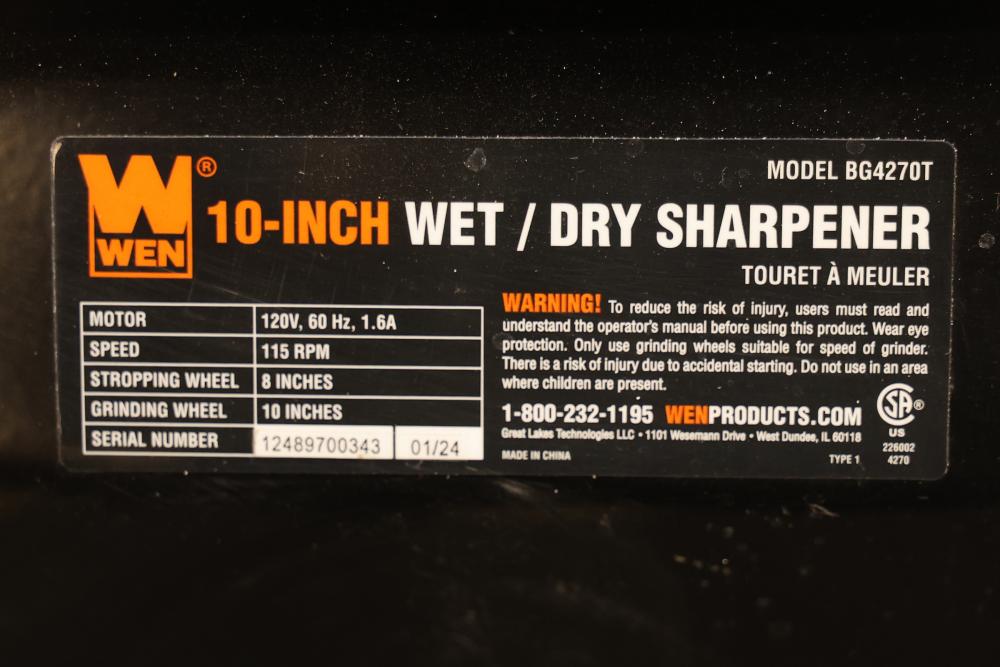 MODEL BG4270T
W®
WEN
10-INCH WET / DRY SHARPENER
TOURET À MEULER
MOTOR 120V, 60 Hz, 1.6A
SPEED 115 RPM
STROPPING WHEEL 8 INCHES
GRINDING WHEEL 10 INCHES
SERIAL NUMBER 12489700343 01/24
WARNING! To reduce the risk of injury, users must read and
understand the operator's manual before using this product. Wear eye
protection. Only use grinding wheels suitable for speed of grinder.
There is a risk of injury due to accidental starting. Do not use in an area
where children are present.
1-800-232-1195 WENPRODUCTS.COM
Great Lakes Technologies LLC • 1101 Wesemann Drive • West Dundee, IL 60118
MADE IN CHINA
TYPE 1
SA®
US
226002
4270